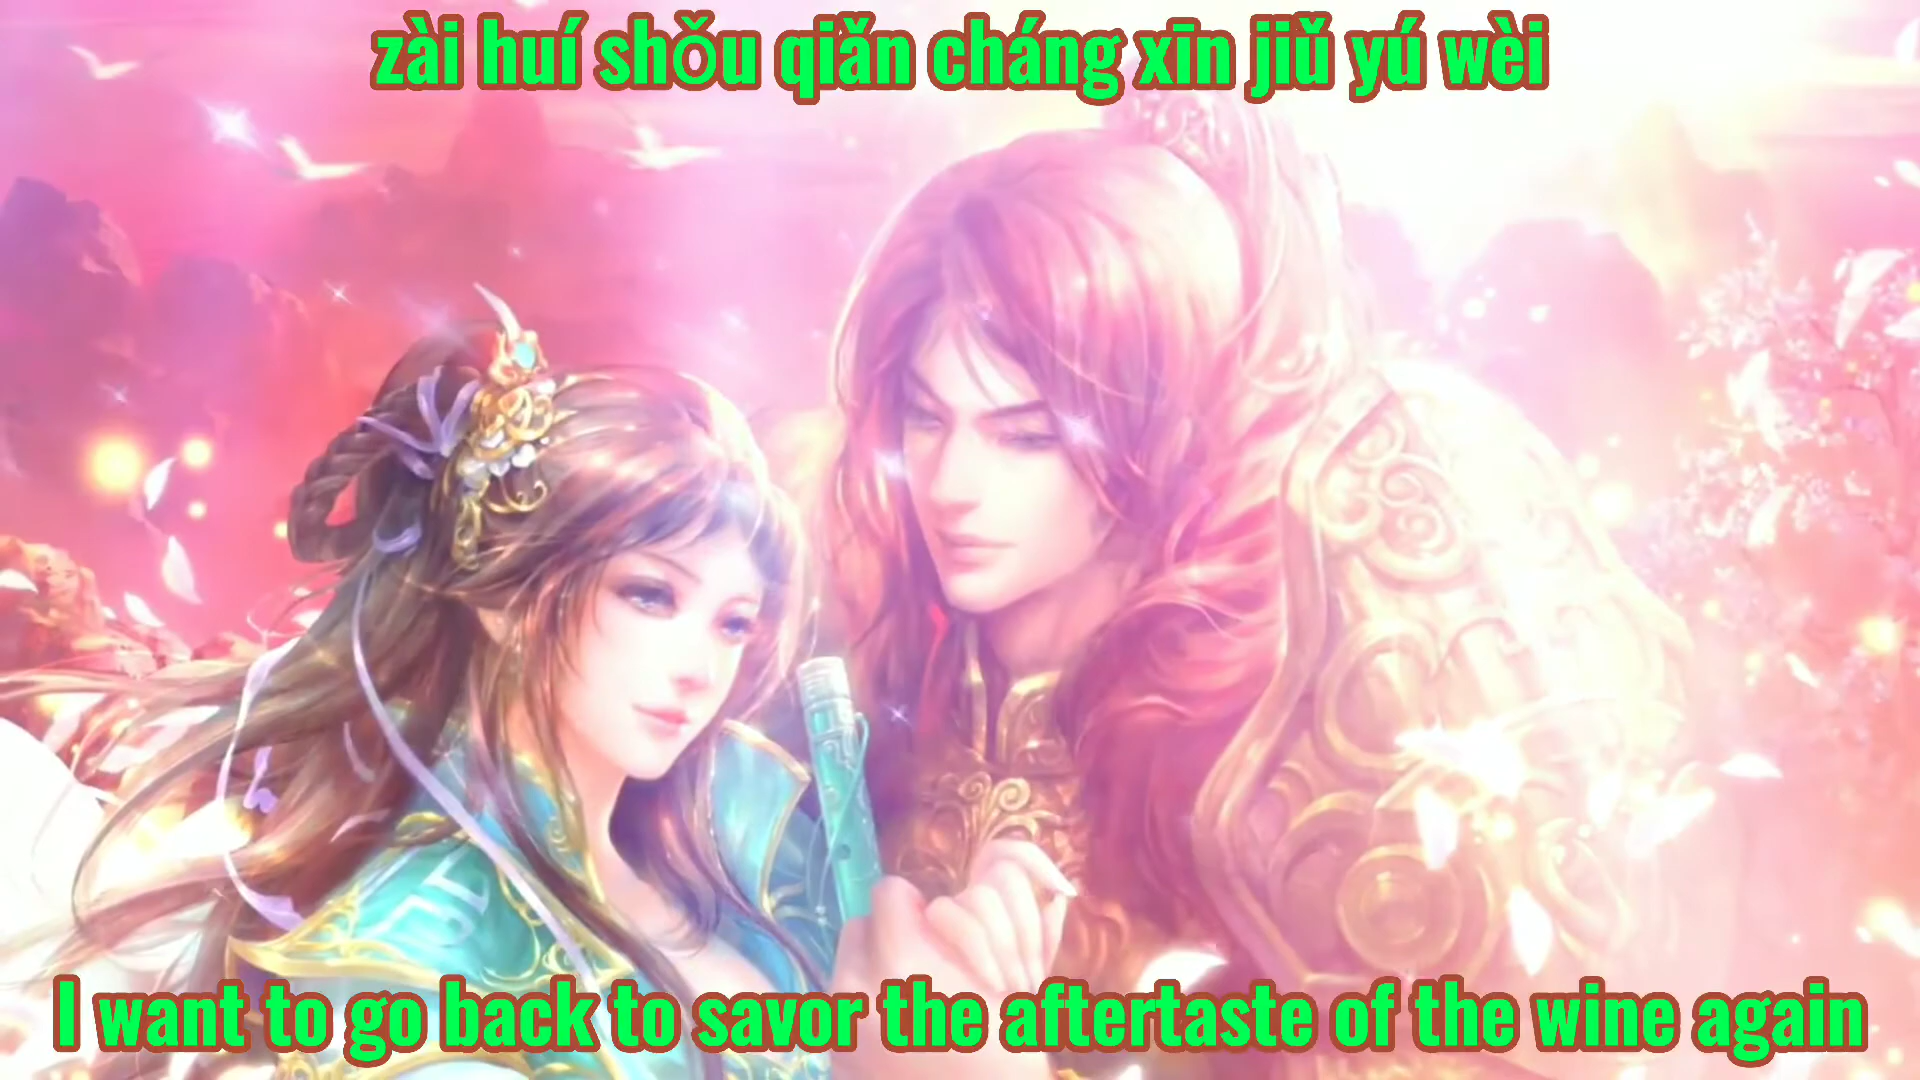 zài huí shǒu qiǎn cháng xīn jiǔ yú wèi
I want to go back to savor the aftertaste of the wine again